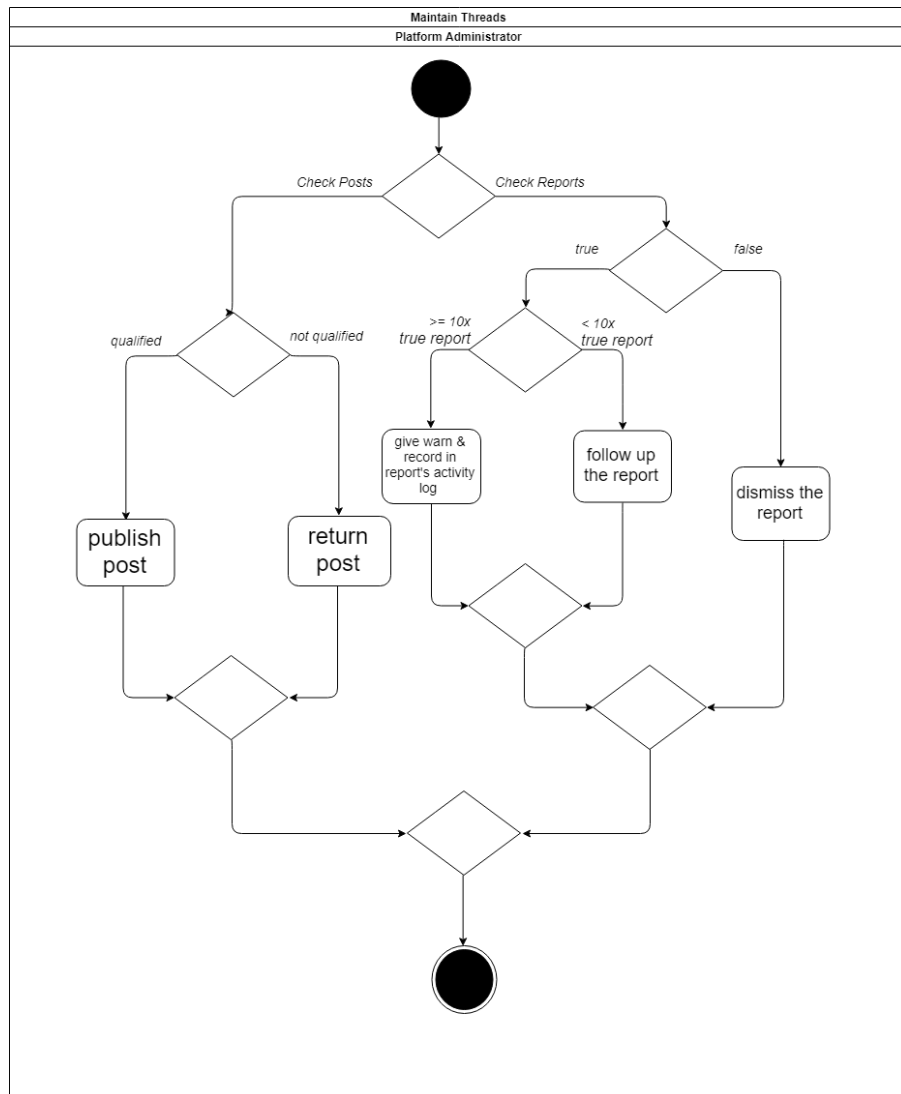 Maintain Threads
Platform Administrator
Check Posts
Check Reports
true
false
>= 10x
true report
< 10x
true report
qualified
not qualified
give warn &
record in
report's activity
log
follow up
the report
dismiss the
report
publish
post
return
post